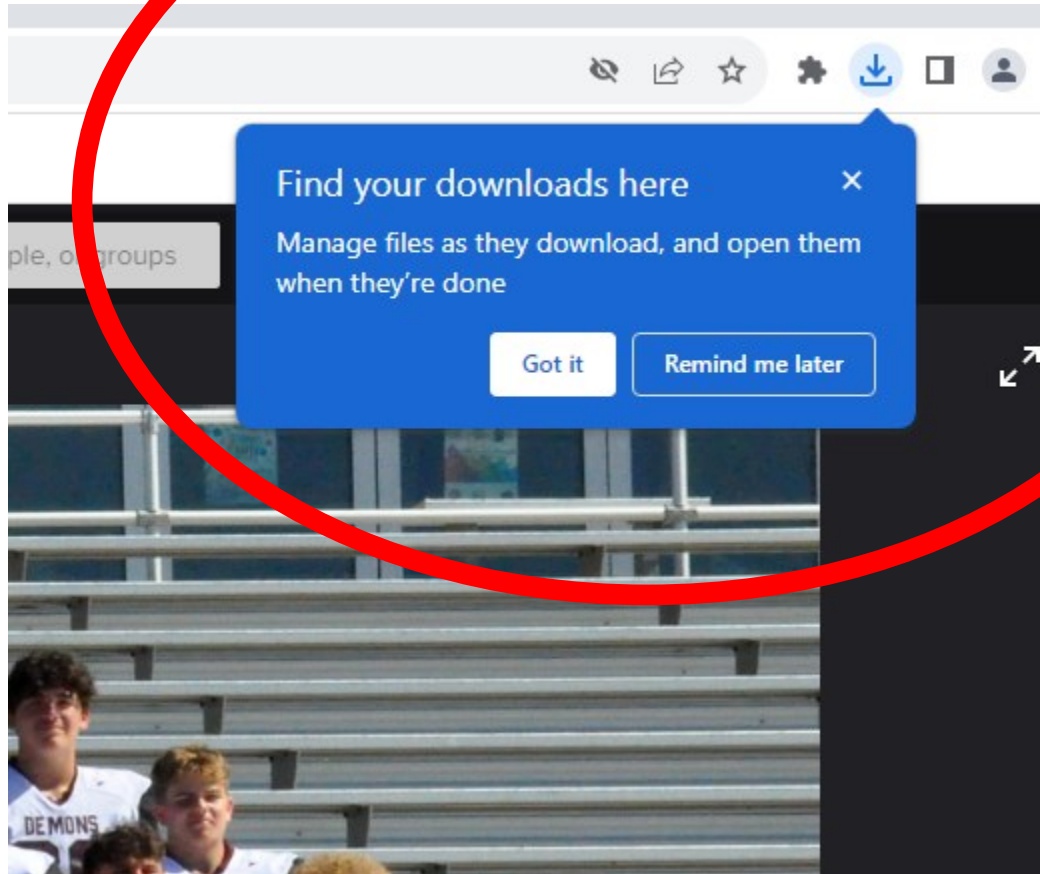 Find your downloads here
ple, or groups
Manage files as they download, and open them
when they're done
Got it
Remind me later
DEMONS